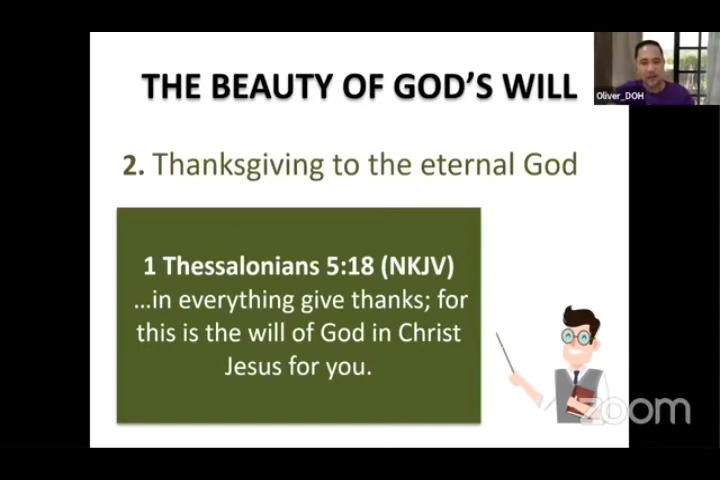 THE BEAUTY OF GOD'S WILL
Oliver_DOH
2. Thanksgiving to the eternal God
1 Thessalonians 5:18 (NKJV)
...in everything give thanks; for
this is the will of God in Christ
Jesus for you.
zoom